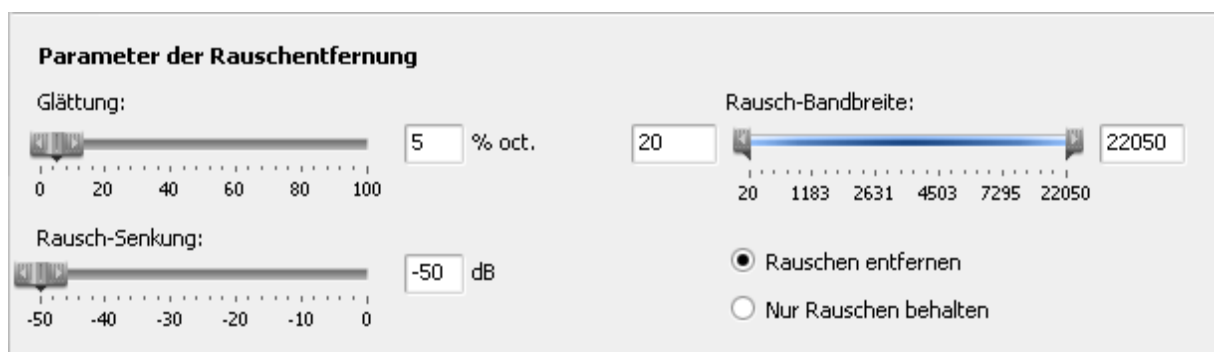 Parameter der Rauschentfernung
Glättung:
5 % oct.
0 20 40 60 80 100
Rausch-Bandbreite:
20 22050
20 1183 2631 4503 7295 22050
Rausch-Senkung:
-50 dB
-50 -40 -30 -20 -10 0
Rauschen entfernen
Nur Rauschen behalten